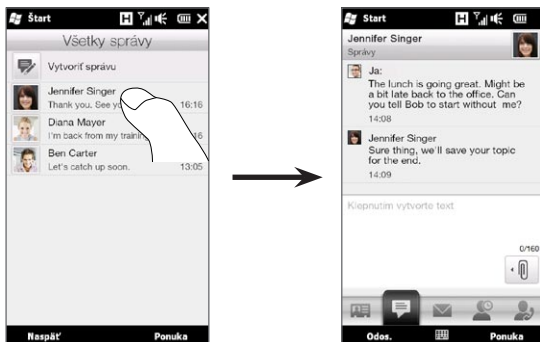 Štart
Všetky správy
Vytvoriť správu
Jennifer Singer
Thank you. See
16:16
Diana Mayer
I'm back from my
16
Ben Carter
Let's catch up soon.
13:05
Naspäť
Ponuka
Start
Jennifer Singer
Správy
Ja:
The lunch is going great. Might be
a bit late back to the office. Can
you tell Bob to start without me?
14:08
Jennifer Singer
Sure thing, we'll save your topic
for the end.
14:09
Klepnutím vytvorte text
0/160
Odos.
Ponuka